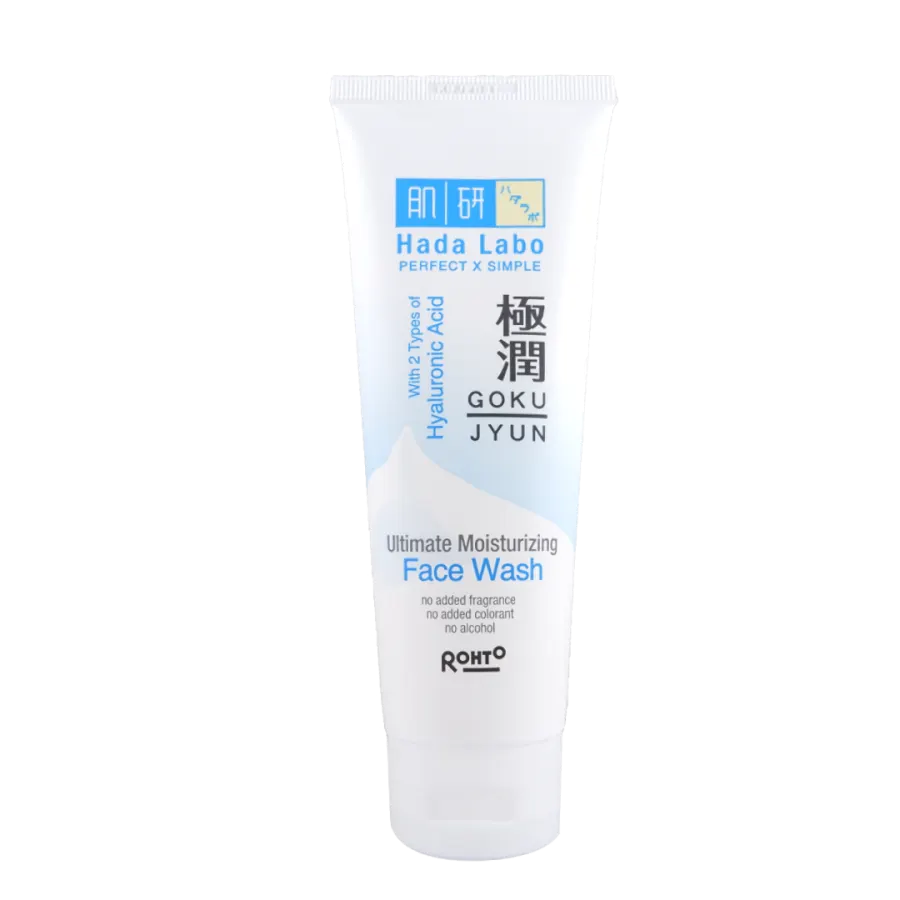 肌研 ハダラボ
Hada Labo
PERFECT X SIMPLE
With 2 Types of
Hyaluronic Acid
極潤
GOKU
JYUN
Ultimate Moisturizing
Face Wash
no added fragrance
no added colorant
no alcohol
ROHTO